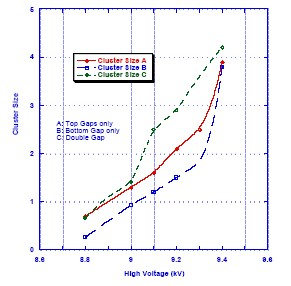 5
Cluster Size A
Cluster Size B
Cluster Size C
4
3
Cluster Size
A: Top Gaps only
B: Bottom Gap only
C: Double Gap
2
1
0
8.6 8.8 9 9.2 9.4 9.6
High Voltage (kV)